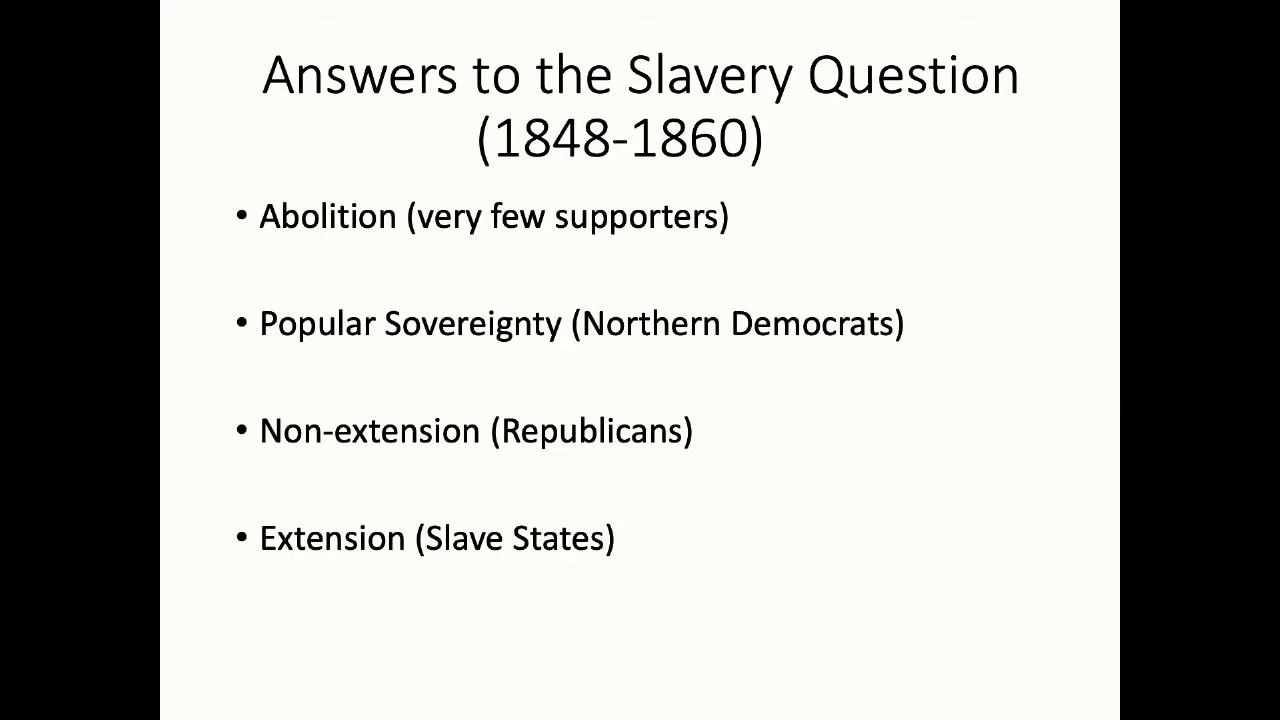 Answers to the Slavery Question
(1848-1860)
• Abolition (very few supporters)
• Popular Sovereignty (Northern Democrats)
• Non-extension (Republicans)
• Extension (Slave States)